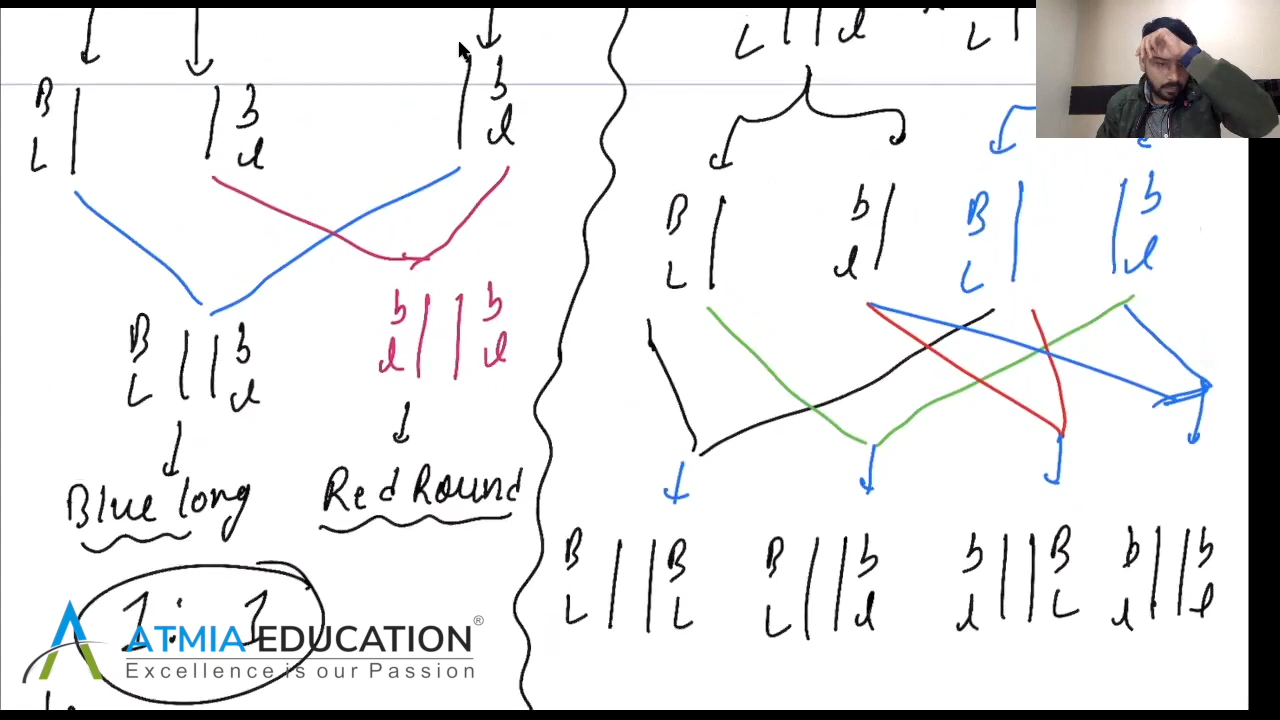 L l L
B b b
L l l
B b B b
L l L l
B b b b
L l l l
Blue long Red Round
B B B b b B b b
L L L l l L l l
1 : 1
ATMIA EDUCATION®
Excellence is our Passion